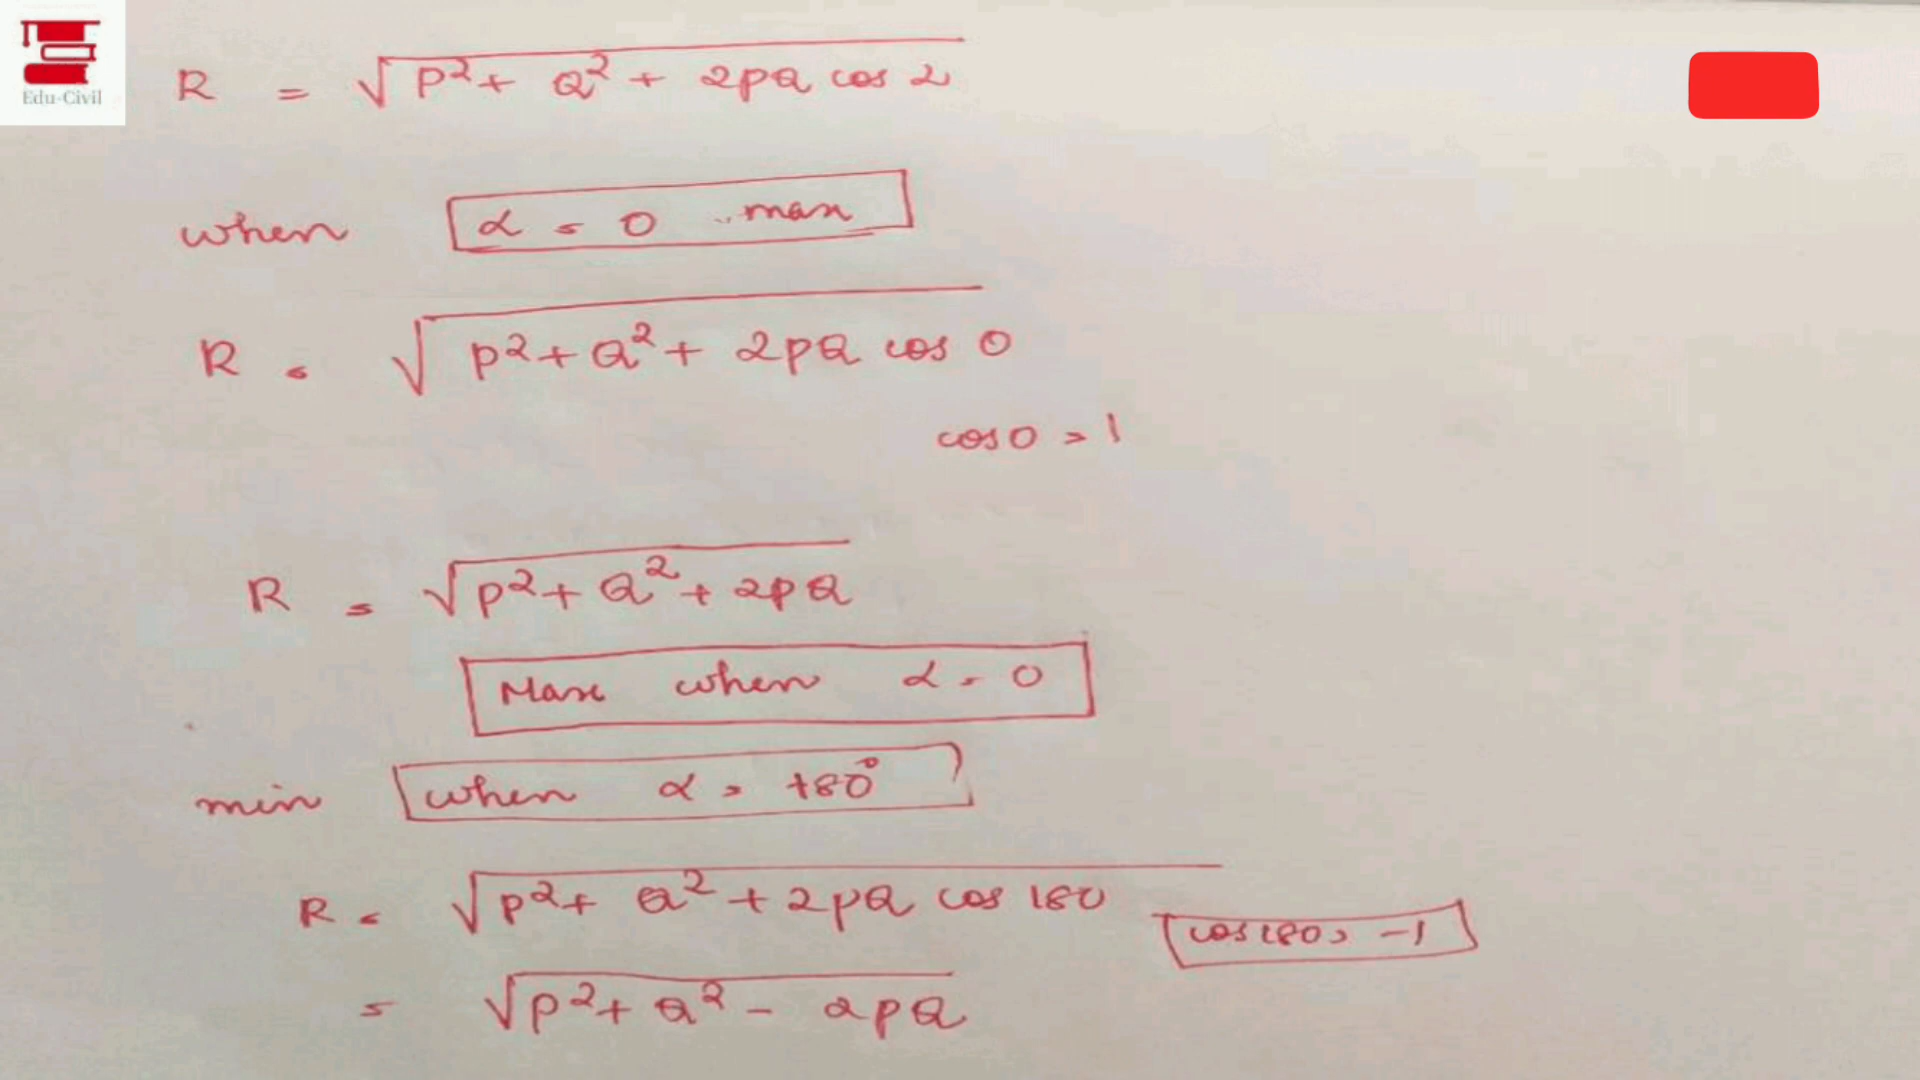 Edu-Civil
R = √P² + Q² + 2PQ cos α
when α = 0 .. max
R = √P² + Q² + 2PQ cos 0
cos 0 = 1
R = √P² + Q² + 2PQ
Max when α = 0
min when α = 180°
R = √P² + Q² + 2PQ cos 180
cos 180 = -1
= √P² + Q² - 2PQ